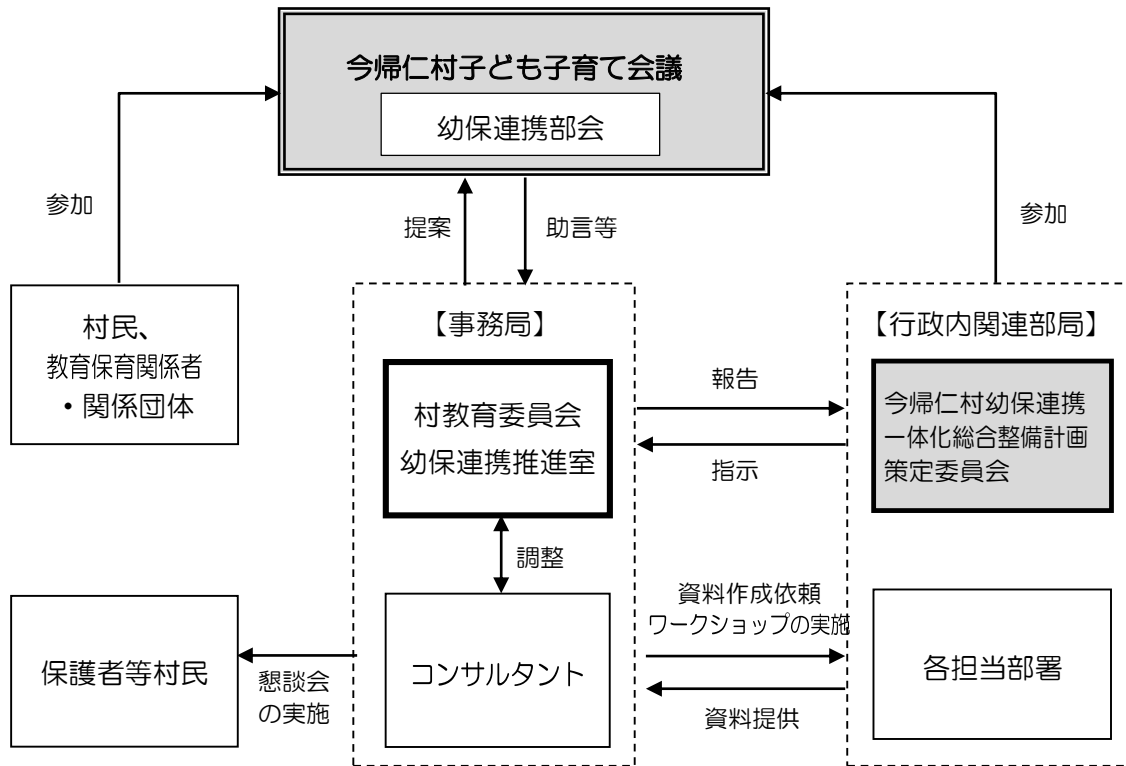 今帰仁村子ども子育て会議
幼保連携部会
参加
提案
助言等
参加
村民、
教育保育関係者
・関係団体
【事務局】
村教育委員会
幼保連携推進室
報告
指示
【行政内関連部局】
今帰仁村幼保連携
一体化総合整備計画
策定委員会
調整
保護者等村民
懇談会
の実施
コンサルタント
資料作成依頼
ワークショップの実施
資料提供
各担当部署